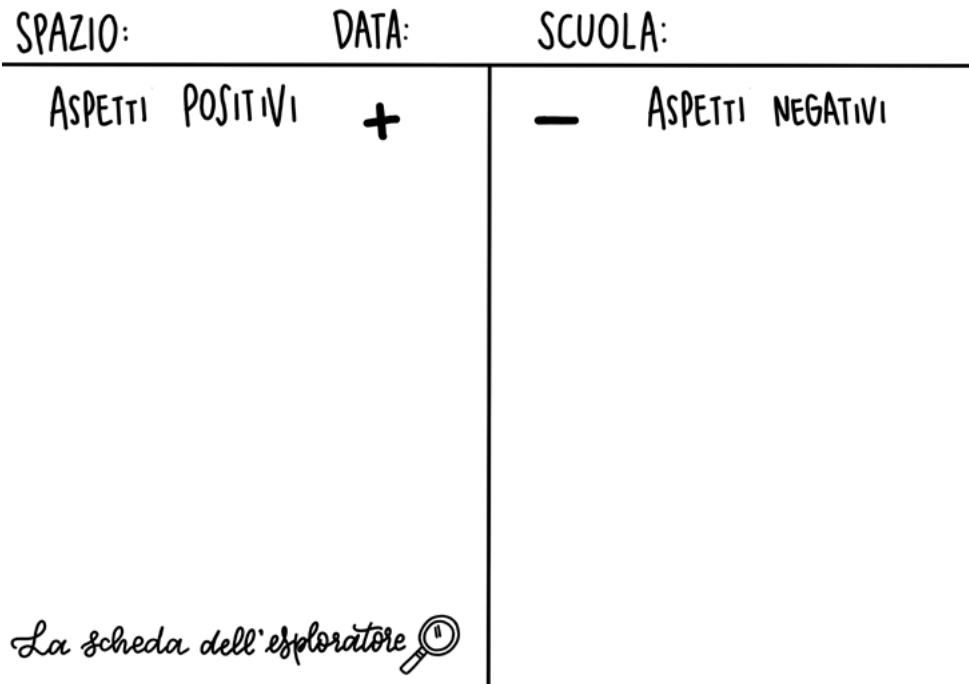 SPAZIO: DATA: SCUOLA:
ASPETTI POSITIVI +
- ASPETTI NEGATIVI
La scheda dell'esploratore